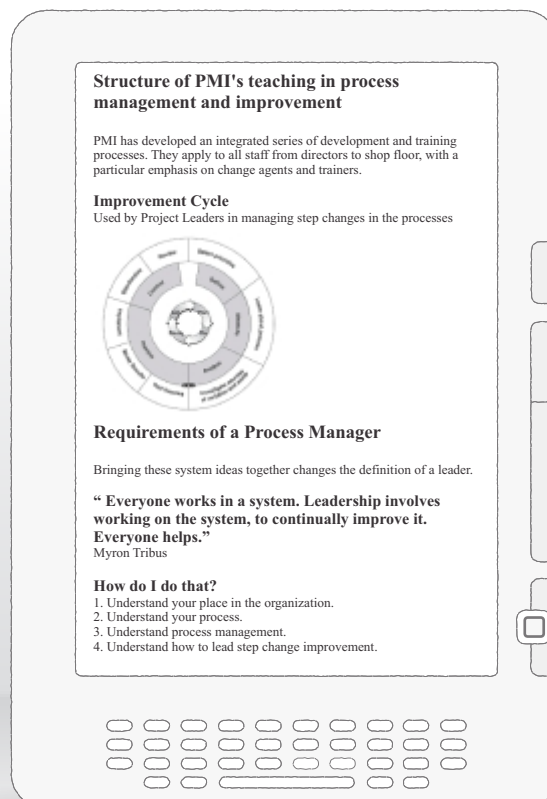 Structure of PMI's teaching in process
management and improvement
PMI has developed an integrated series of development and training
processes. They apply to all staff from directors to shop floor, with a
particular emphasis on change agents and trainers.
Improvement Cycle
Used by Project Leaders in managing step changes in the processes
Requirements of a Process Manager
Bringing these system ideas together changes the definition of a leader.
“ Everyone works in a system. Leadership involves
working on the system, to continually improve it.
Everyone helps.”
Myron Tribus
How do I do that?
1. Understand your place in the organization.
2. Understand your process.
3. Understand process management.
4. Understand how to lead step change improvement.